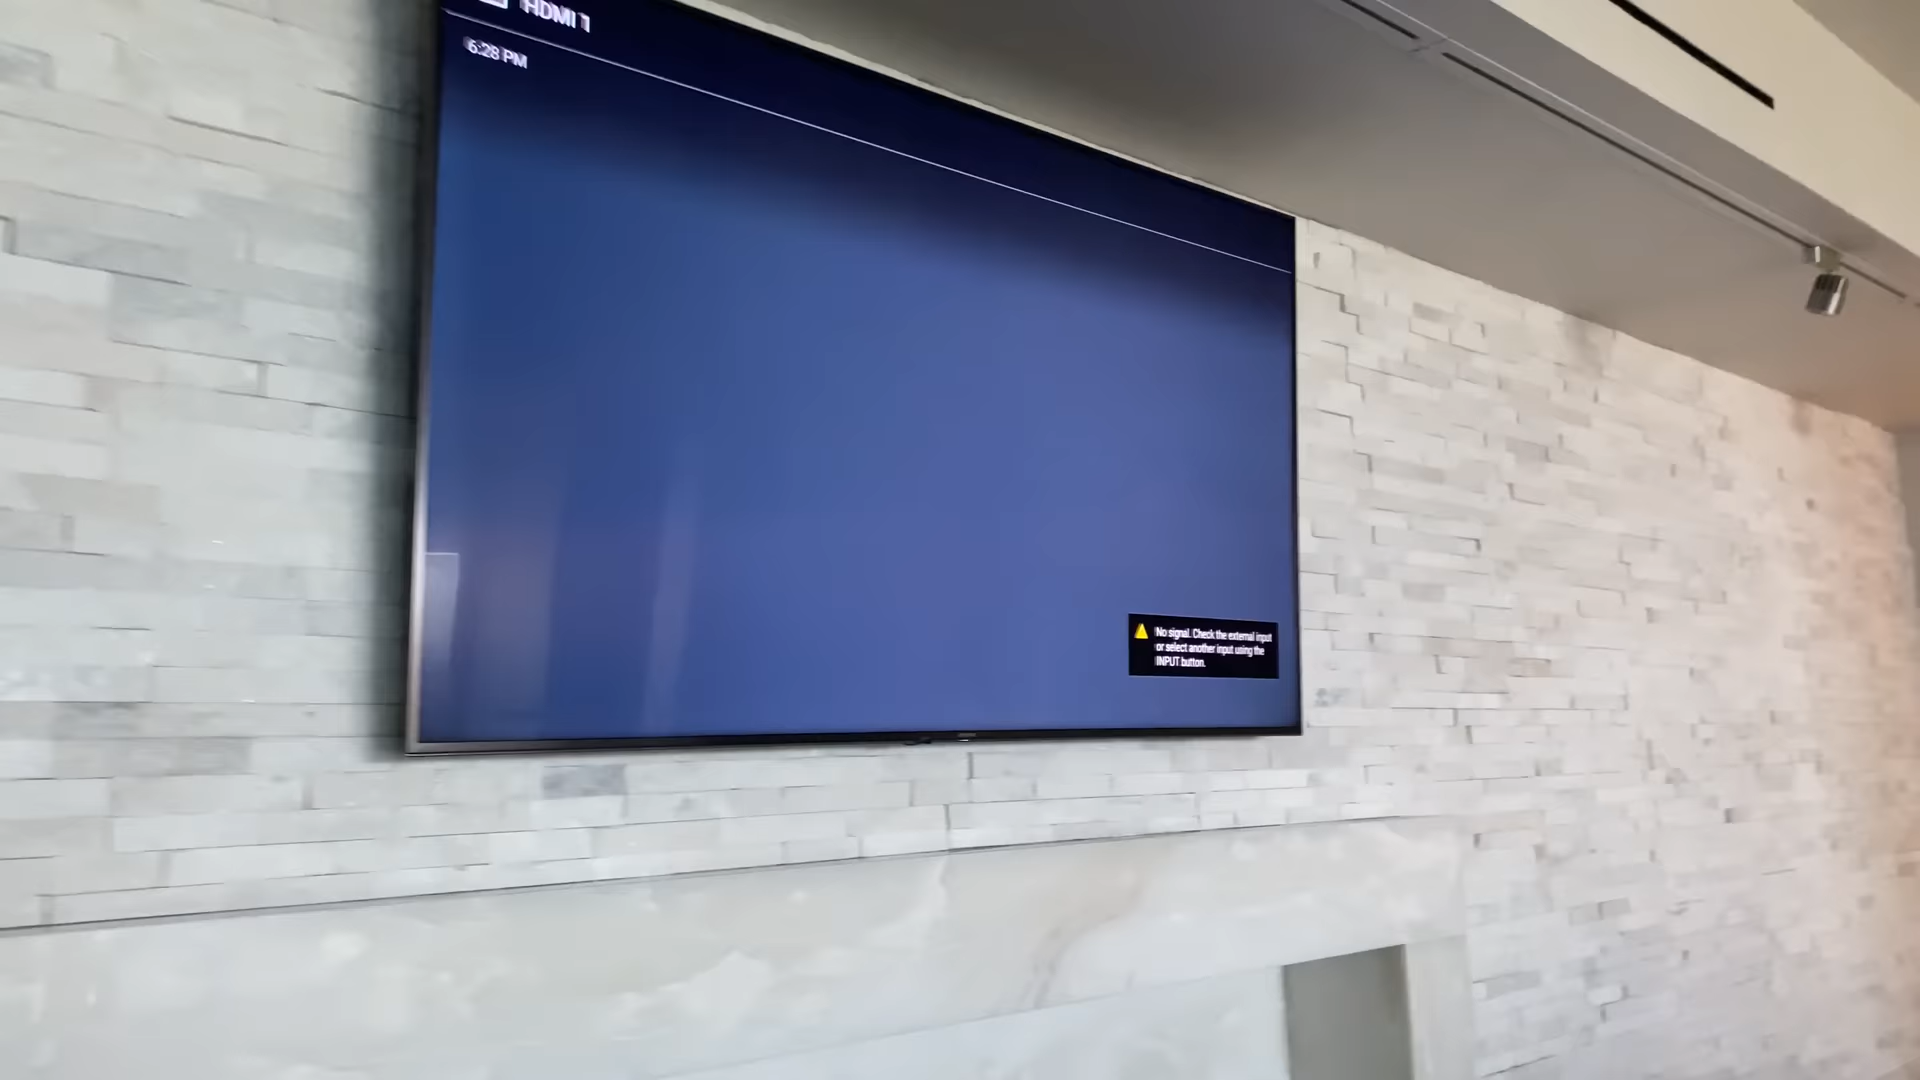 HDMI 1
6:28 PM
No signal. Check the external input
or select another input using the
INPUT button.